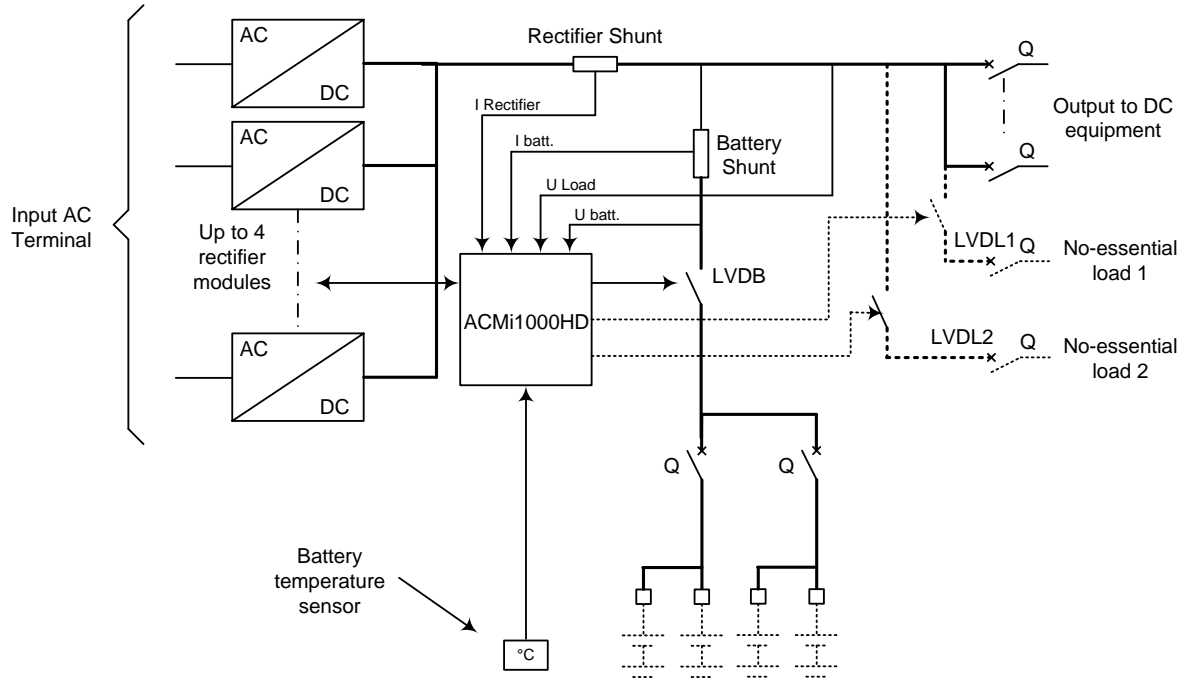 AC
DC
AC
DC
AC
DC
Input AC
Terminal
Up to 4
rectifier
modules
Rectifier Shunt
I Rectifier
I batt.
U Load
U batt.
Battery
Shunt
ACMi1000HD
LVDB
LVDL1
LVDL2
Q
Output to DC
equipment
Q
Q
No-essential
load 1
Q
No-essential
load 2
Q
Q
Battery
temperature
sensor
°C